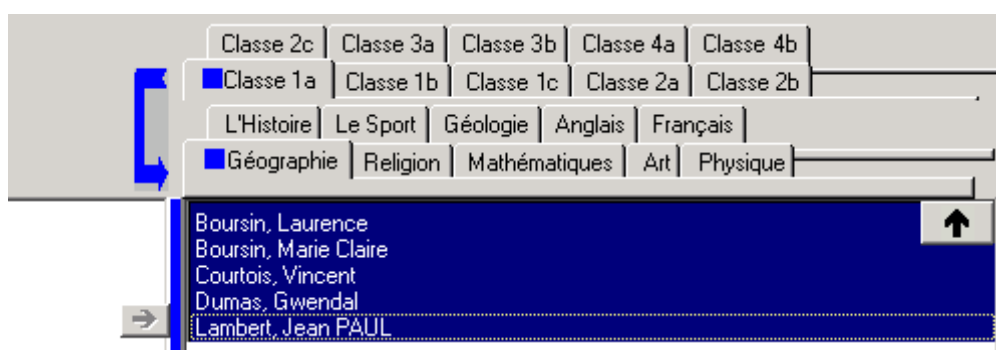 Classe 2c Classe 3a Classe 3b Classe 4a Classe 4b
Classe 1a Classe 1b Classe 1c Classe 2a Classe 2b
L'Histoire Le Sport Géologie Anglais Français
Géographie Religion Mathématiques Art Physique
Boursin, Laurence
Boursin, Marie Claire
Courtois, Vincent
Dumas, Gwendal
Lambert, Jean PAUL